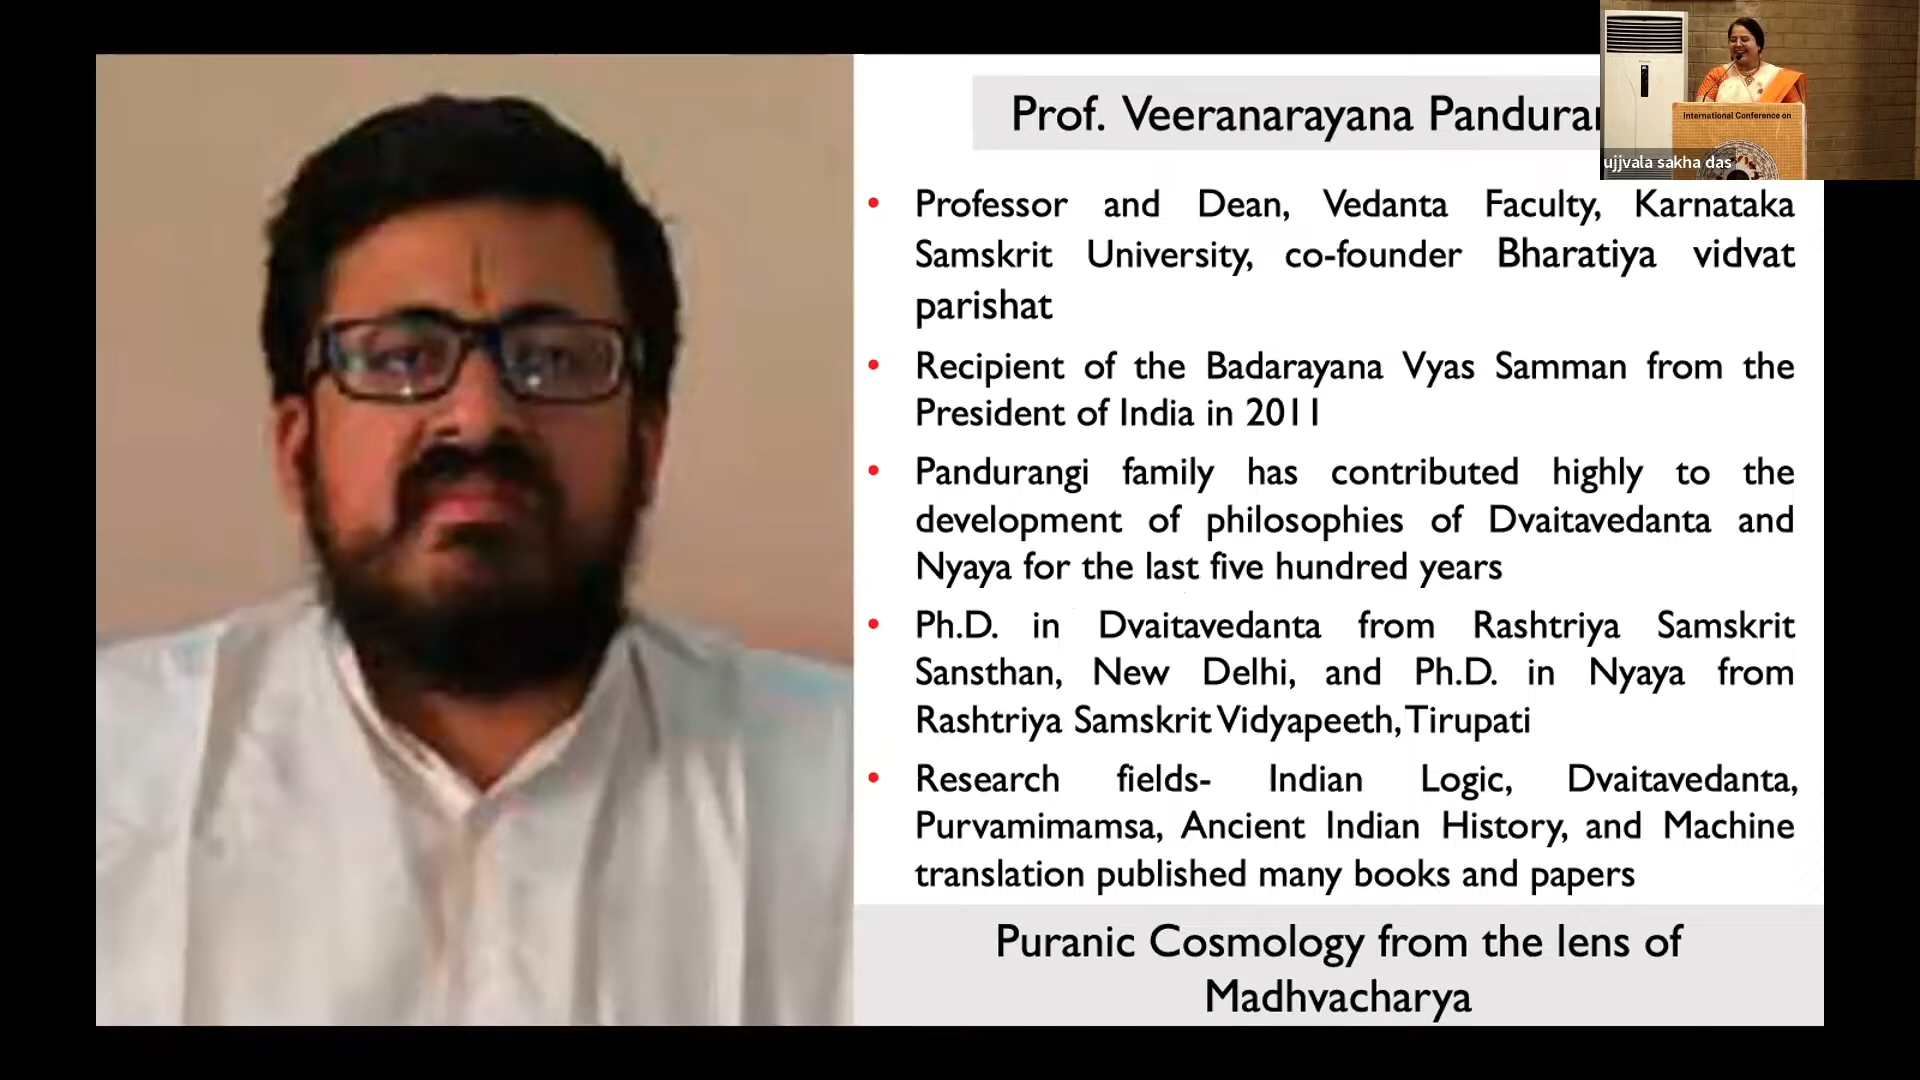 Prof. Veeranarayana
International Conference on
ujjvala sakha das
Professor and Dean, Vedanta Faculty, Karnataka
Samskrit University, co-founder Bharatiya vidvat
parishat
Recipient of the Badarayana Vyas Samman from the
President of India in 2011
Pandurangi family has contributed highly to the
development of philosophies of Dvaitavedanta and
Nyaya for the last five hundred years
Ph.D. in Dvaitavedanta from Rashtriya Samskrit
Sansthan, New Delhi, and Ph.D. in Nyaya from
Rashtriya Samskrit Vidyapeeth, Tirupati
Research fields- Indian Logic, Dvaitavedanta,
Purvamimamsa, Ancient Indian History, and Machine
translation published many books and papers
Puranic Cosmology from the lens of
Madhvacharya